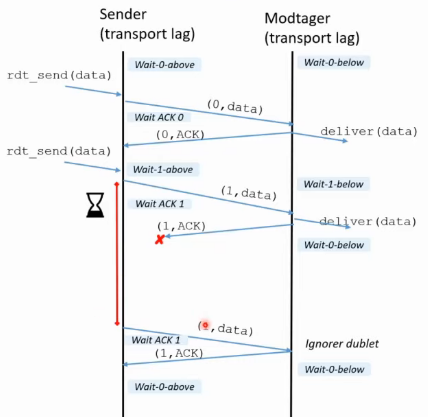 Sender
(transport lag)
Modtager
(transport lag)
Wait-0-above
Wait-0-below
rdt_send(data)
(0,data)
Wait ACK 0
(0,ACK)
deliver(data)
rdt_send(data)
Wait-1-above
Wait-1-below
(1,data)
Wait ACK 1
(1,ACK)
deliver(data)
Wait-0-below
(,data)
Wait ACK 1
(1,ACK)
Ignorer dublet
Wait-0-below
Wait-0-above